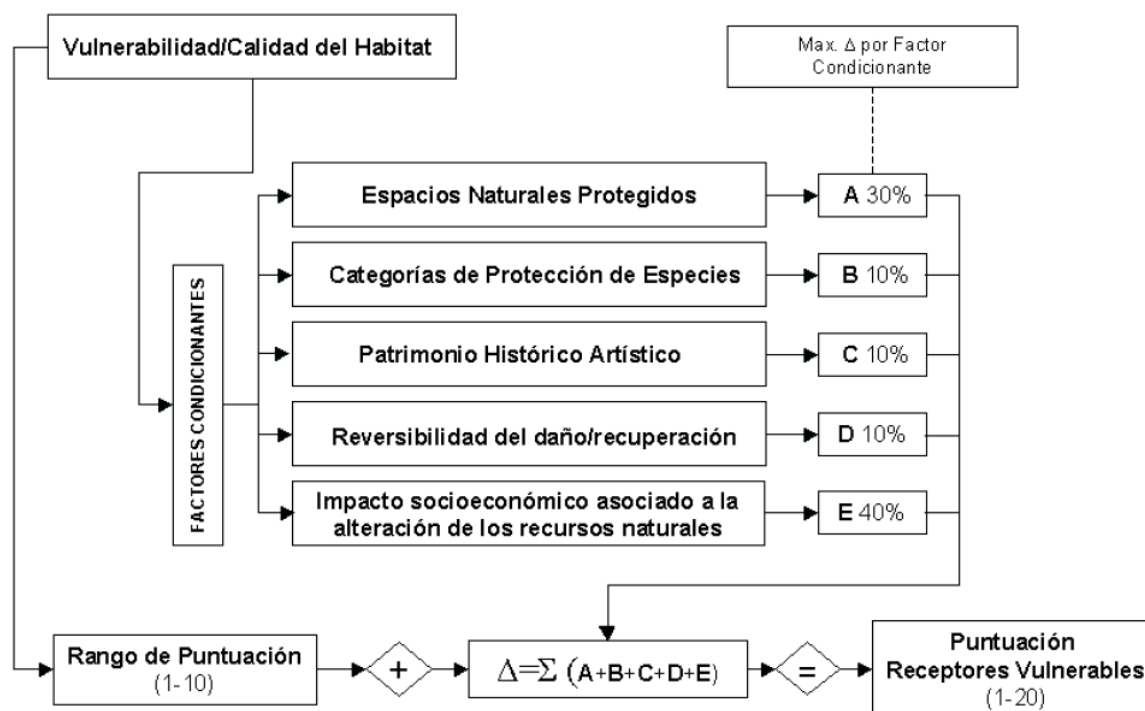 Vulnerabilidad/Calidad del Habitat
Max. Δ por Factor
Condicionante
FACTORES CONDICIONANTES
Espacios Naturales Protegidos
A 30%
Categorías de Protección de Especies
B 10%
Patrimonio Histórico Artístico
C 10%
Reversibilidad del daño/recuperación
D 10%
Impacto socioeconómico asociado a la
alteración de los recursos naturales
E 40%
Rango de Puntuación
(1-10)
+
Δ=Σ (A+B+C+D+E)
=
Puntuación
Receptores Vulnerables
(1-20)